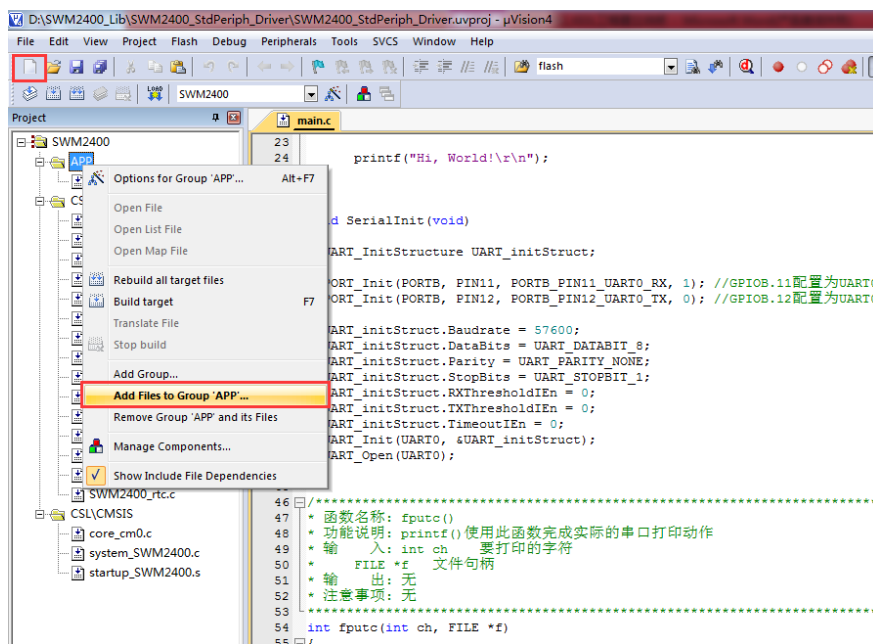 D:\SWM2400_Lib\SWM2400_StdPeriph_Driver\SWM2400_StdPeriph_Driver.uvproj - µVision4
File Edit View Project Flash Debug Peripherals Tools SVCS Window Help
flash
LOAD SWM2400
Project
main.c
SWM2400
APP
Options for Group 'APP'... Alt+F7
Open File
Open List File
Open Map File
Rebuild all target files
Build target F7
Translate File
Stop build
Add Group...
Add Files to Group 'APP'...
Remove Group 'APP' and its Files
Manage Components...
Show Include File Dependencies
SWM2400_rtc.c
CSL\CMSIS
core_cm0.c
system_SWM2400.c
startup_SWM2400.s
23
24 printf("Hi, World!\r\n");
d SerialInit(void)
UART_InitStructure UART_initStruct;
PORT_Init(PORTB, PIN11, PORTB_PIN11_UART0_RX, 1); //GPIOB.11配置为UART0
PORT_Init(PORTB, PIN12, PORTB_PIN12_UART0_TX, 0); //GPIOB.12配置为UART0
UART_initStruct.Baudrate = 57600;
UART_initStruct.DataBits = UART_DATABIT_8;
UART_initStruct.Parity = UART_PARITY_NONE;
UART_initStruct.StopBits = UART_STOPBIT_1;
UART_initStruct.RXThresholdIEn = 0;
UART_initStruct.TXThresholdIEn = 0;
UART_initStruct.TimeoutIEn = 0;
UART_Init(UART0, &UART_initStruct);
UART_Open(UART0);
46 /**********************************************************************
47 * 函数名称: fputc()
48 * 功能说明: printf()使用此函数完成实际的串口打印动作
49 * 输 入: int ch 要打印的字符
50 * FILE *f 文件句柄
51 * 输 出: 无
52 * 注意事项: 无
53 **********************************************************************
54 int fputc(int ch, FILE *f)
55 {